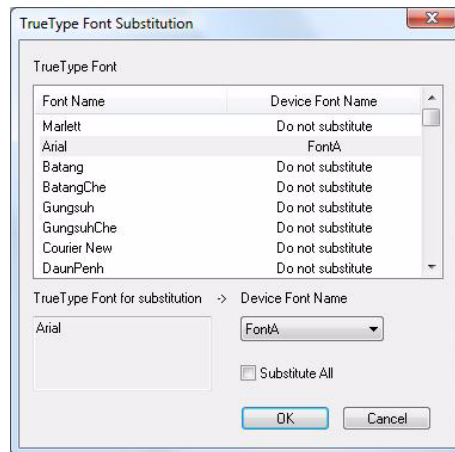 TrueType Font Substitution
TrueType Font
Font Name Device Font Name
Marlett Do not substitute
Arial FontA
Batang Do not substitute
BatangChe Do not substitute
Gungsuh Do not substitute
GungsuhChe Do not substitute
Courier New Do not substitute
DaunPenh Do not substitute
TrueType Font for substitution -> Device Font Name
Arial FontA
Substitute All
OK Cancel